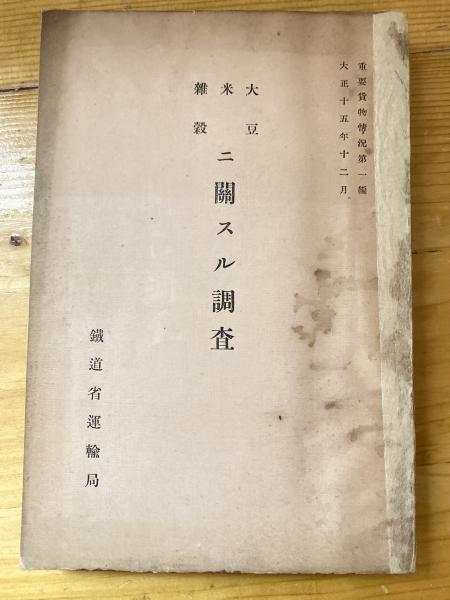 重要貨物情況第一編
大正十五年十二月
大豆
米
雜穀
ニ關スル調査
鐵道省運輸局